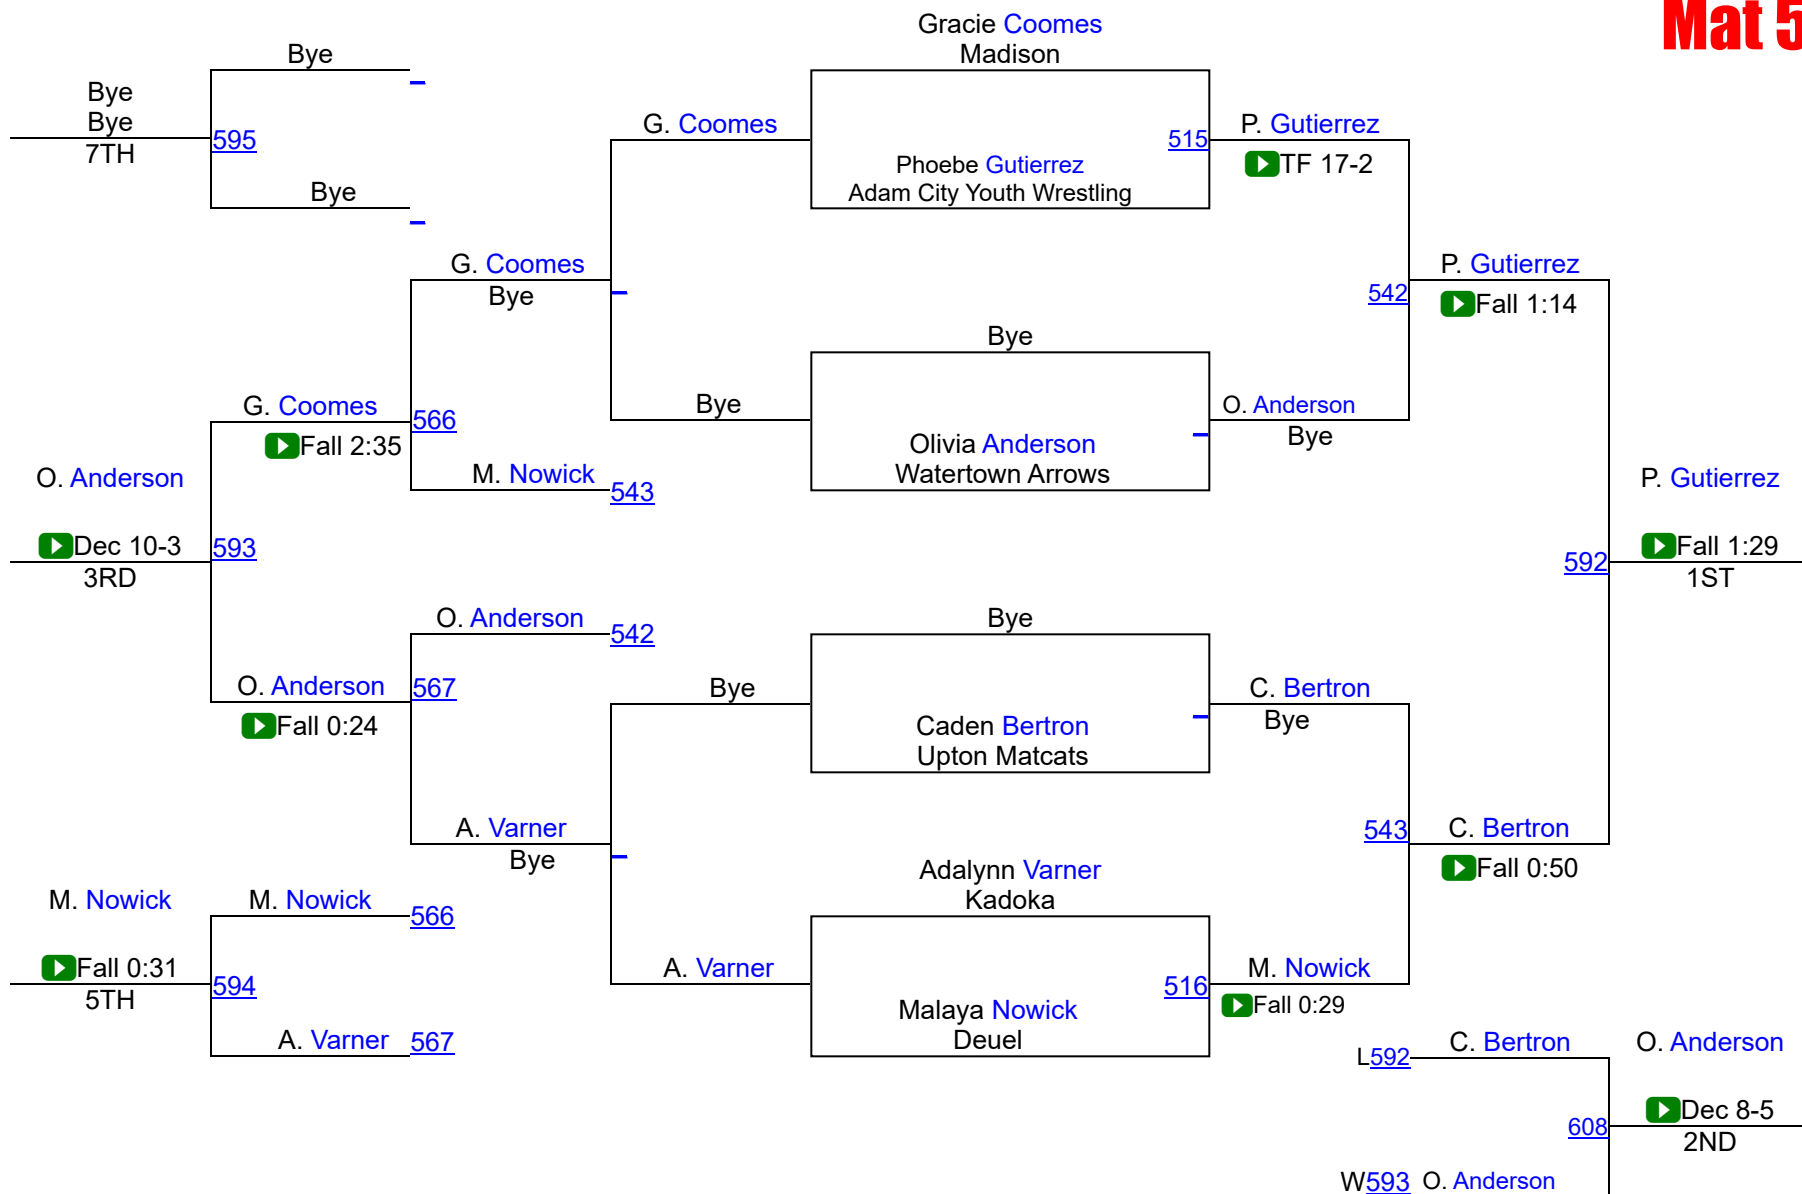 Mat 5
Gracie Coomes
Madison
Bye
Bye
Bye
7TH
595
Bye
G. Coomes
Phoebe Gutierrez
Adam City Youth Wrestling
515
P. Gutierrez
TF 17-2
G. Coomes
Bye
P. Gutierrez
542
Fall 1:14
Bye
G. Coomes
566
Fall 2:35
Bye
O. Anderson
Bye
Olivia Anderson
Watertown Arrows
O. Anderson
M. Nowick
543
P. Gutierrez
Dec 10-3
593
3RD
592
Fall 1:29
1ST
O. Anderson
542
Bye
O. Anderson
567
Fall 0:24
Bye
C. Bertron
Bye
Caden Bertron
Upton Matcats
A. Varner
Bye
543
C. Bertron
Fall 0:50
Adalynn Varner
Kadoka
M. Nowick
M. Nowick
566
Fall 0:31
594
5TH
A. Varner
516
M. Nowick
Fall 0:29
Malaya Nowick
Deuel
A. Varner
567
L592
C. Bertron
O. Anderson
608
Dec 8-5
2ND
W593
O. Anderson